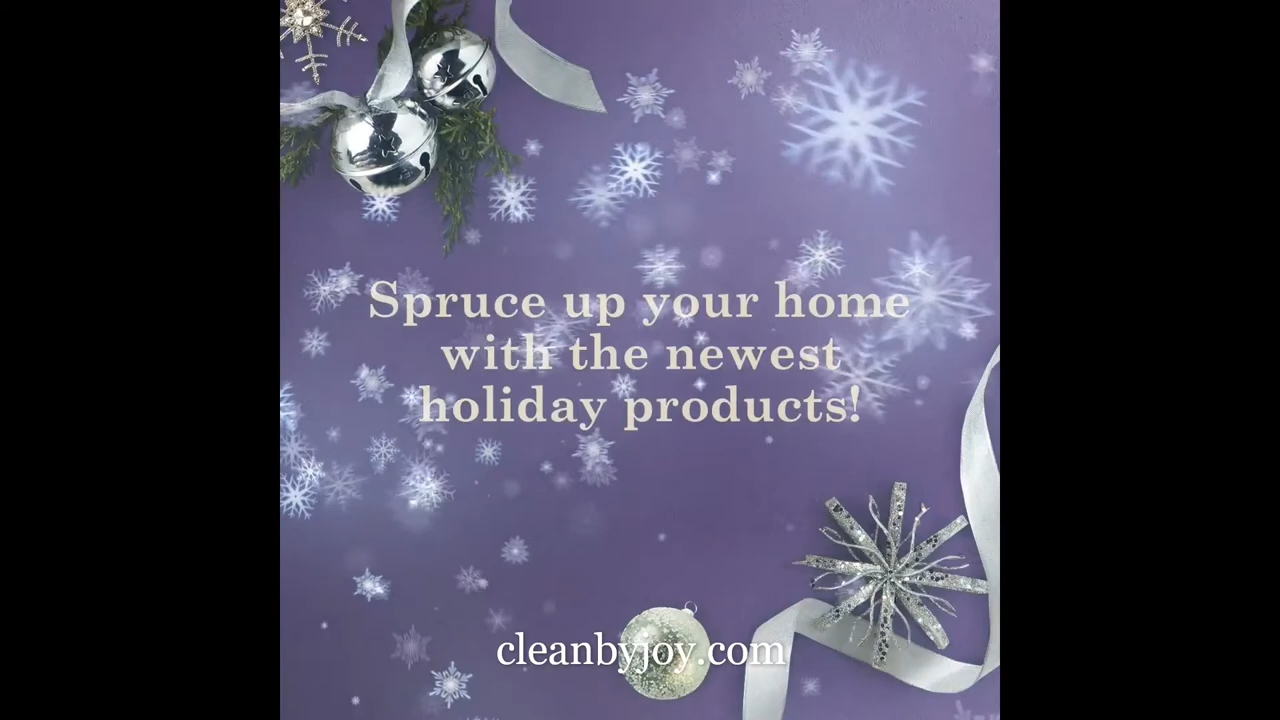 Spruce up your home
with the newest
holiday products!
cleanbyjoy.com